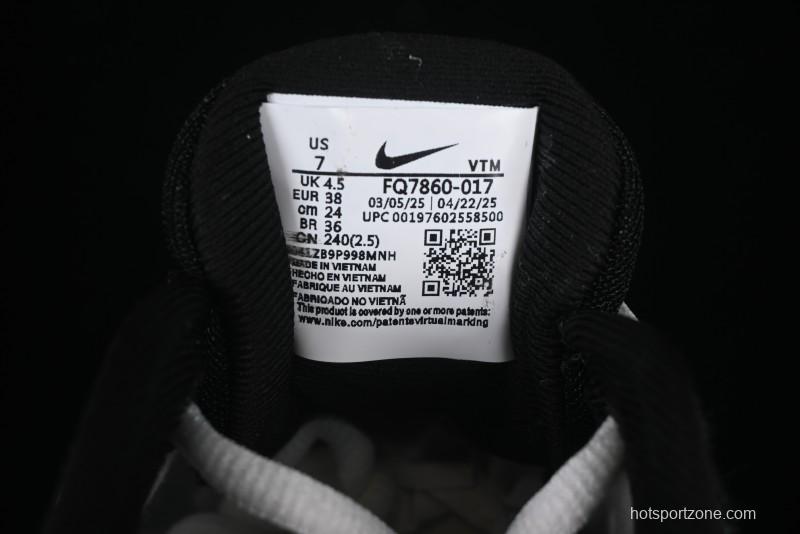 US
7
VTM
UK 4.5
EUR 38
cm 24
BR 36
CN 240(2.5)
FQ7860-017
03/05/25 | 04/22/25
UPC 00197602558500
MADE IN VIETNAM
HECHO EN VIETNAM
FABRIQUE AU VIETNAM
FABRICADO NO VIETNÃ
This product is covered by one or more patents:
www.nike.com/patentsvirtualmarking
hotsportzone.com